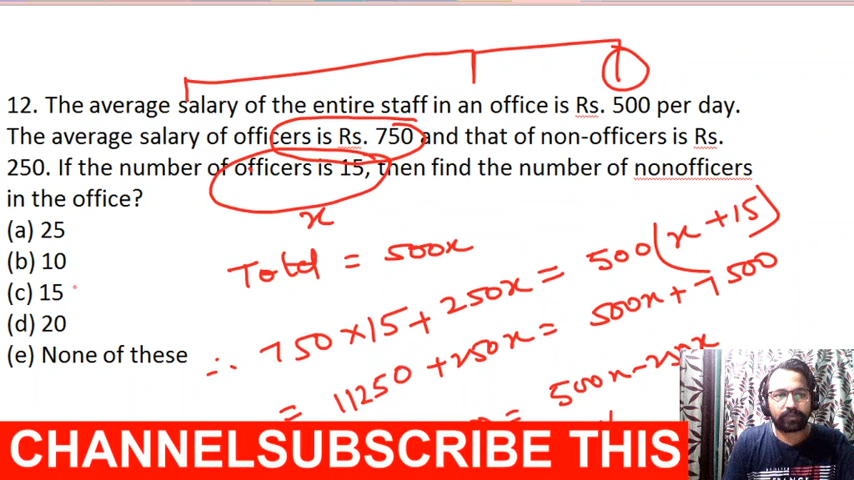 12. The average salary of the entire staff in an office is Rs. 500 per day.
The average salary of officers is Rs. 750 and that of non-officers is Rs.
250. If the number of officers is 15, then find the number of nonofficers
in the office?
x
(a) 25
(b) 10
(c) 15
(d) 20
(e) None of these
Total = 500x
∴ 750×15+250x = 500(x+15)
= 11250+250x = 500x+7500
= 500x-250x
CHANNELSUBSCRIBE THIS